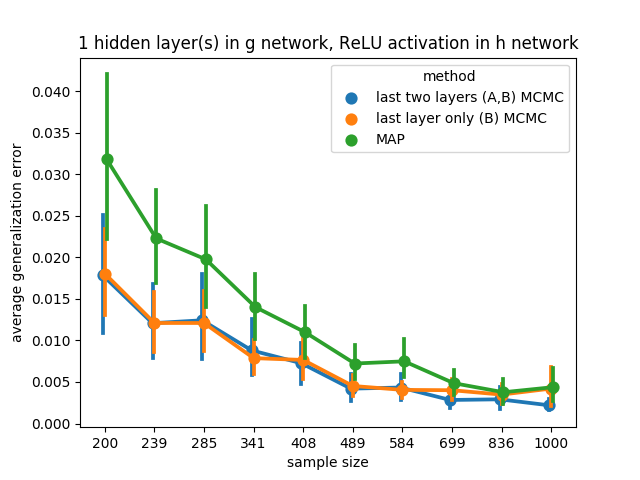 1 hidden layer(s) in g network, ReLU activation in h network
method
last two layers (A,B) MCMC
last layer only (B) MCMC
MAP
average generalization error
0.040
0.035
0.030
0.025
0.020
0.015
0.010
0.005
0.000
200 239 285 341 408 489 584 699 836 1000
sample size